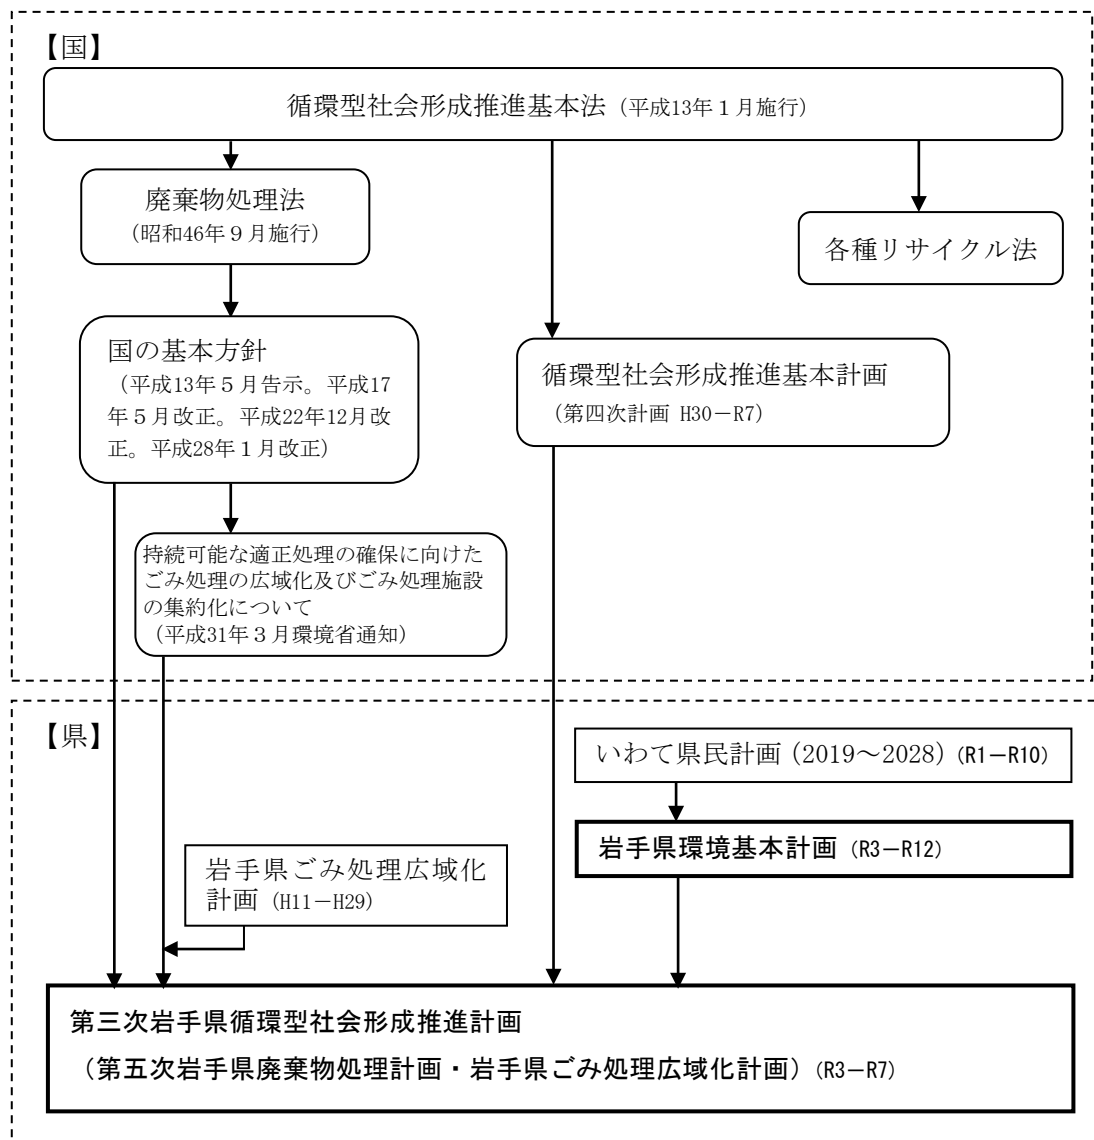 【国】
循環型社会形成推進基本法（平成13年１月施行）
廃棄物処理法
（昭和46年９月施行）
各種リサイクル法
国の基本方針
（平成13年５月告示。平成17
年５月改正。平成22年12月改
正。平成28年１月改正）
循環型社会形成推進基本計画
（第四次計画 H30－R7）
持続可能な適正処理の確保に向けた
ごみ処理の広域化及びごみ処理施設
の集約化について
（平成31年３月環境省通知）
【県】
いわて県民計画（2019～2028）（R1－R10）
岩手県環境基本計画（R3－R12）
岩手県ごみ処理広域化
計画（H11－H29）
第三次岩手県循環型社会形成推進計画
（第五次岩手県廃棄物処理計画・岩手県ごみ処理広域化計画）（R3－R7）